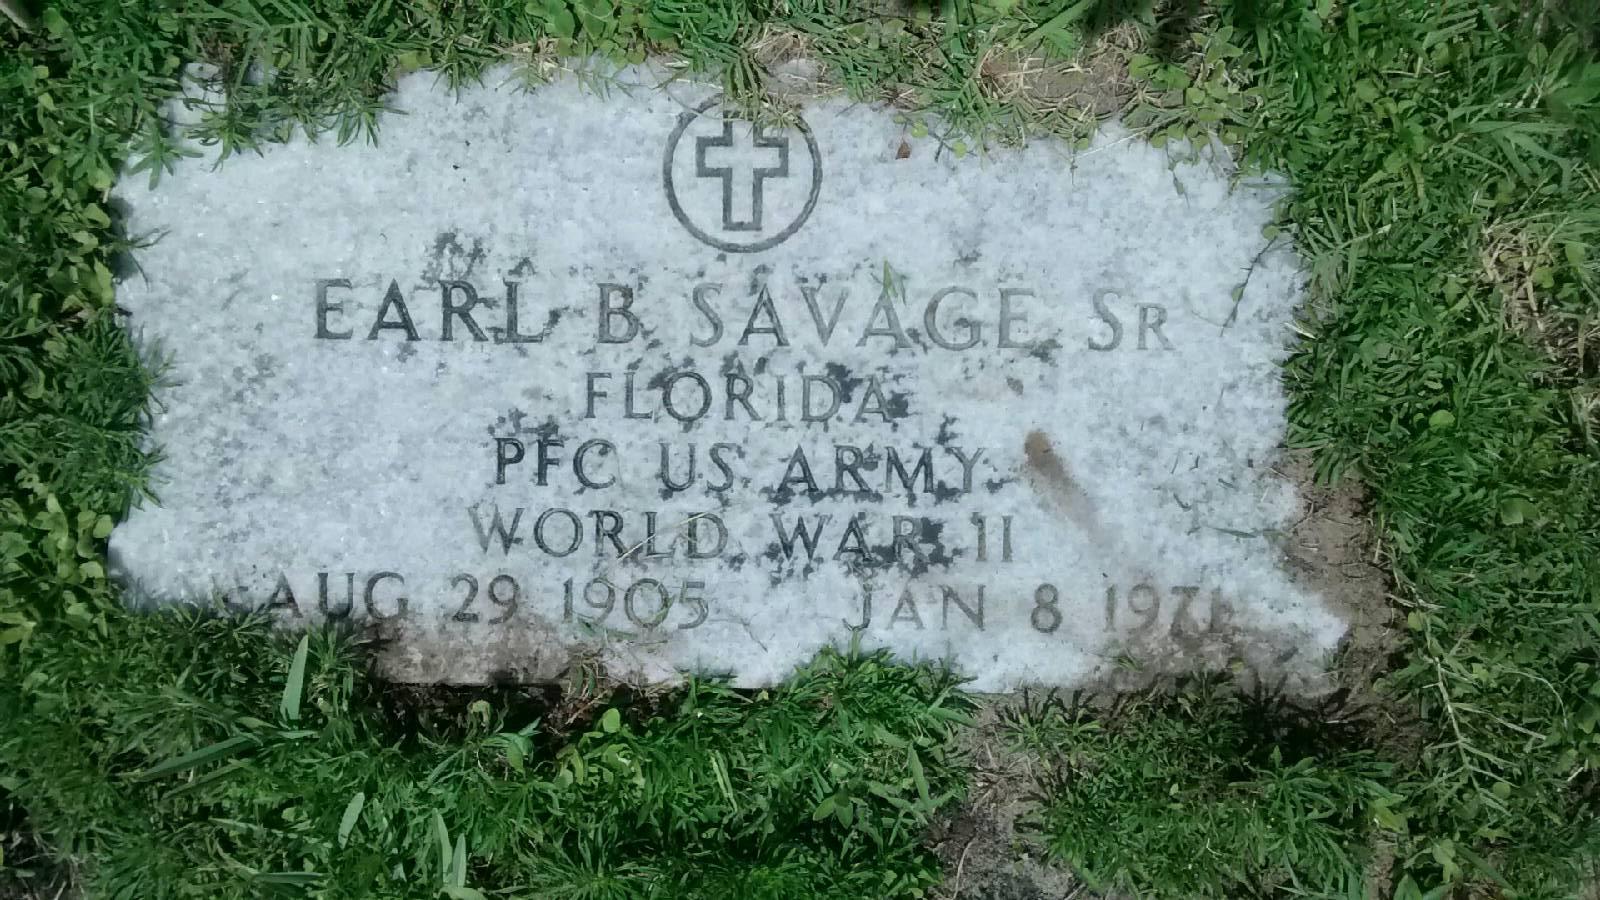 EARL B SAVAGE SR
FLORIDA
PFC US ARMY
WORLD WAR II
AUG 29 1905 JAN 8 1971